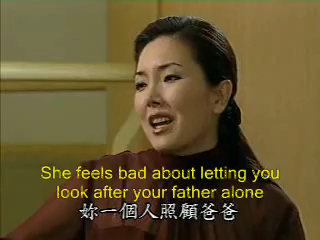 She feels bad about letting you
look after your father alone
妳一個人照顧爸爸